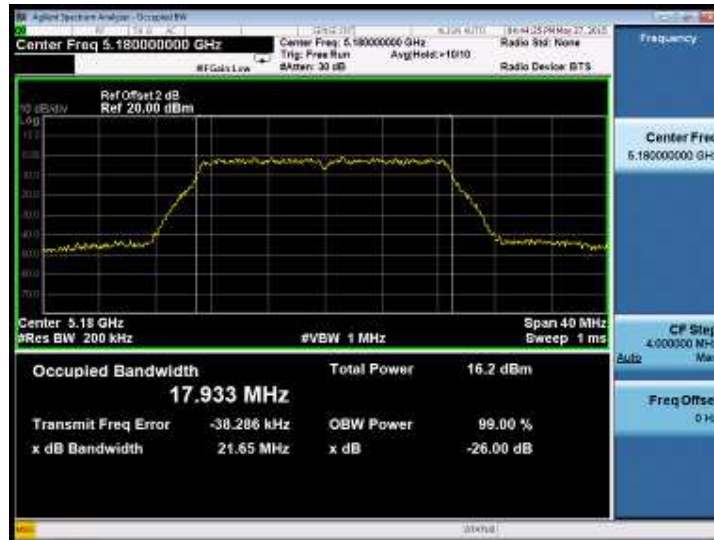 Agilent Spectrum Analyzer - Occupied BW
Center Freq 5.180000000 GHz
#IFGain:Low
Center Freq: 5.180000000 GHz
Trig: Free Run Avg|Hold:>10/10
#Atten: 30 dB
Radio Std: None
Radio Device: BTS
Frequency
Ref Offset 2 dB
10 dB/div Ref 20.00 dBm
Log
Center Freq
5.180000000 GHz
Center 5.18 GHz Span 40 MHz
#Res BW 200 kHz #VBW 1 MHz Sweep 1 ms
CF Step
4.000000 MHz
Auto Man
Occupied Bandwidth Total Power 16.2 dBm
17.933 MHz
Transmit Freq Error -38.286 kHz OBW Power 99.00 %
x dB Bandwidth 21.65 MHz x dB -26.00 dB
Freq Offset
0 Hz
MSG STATUS